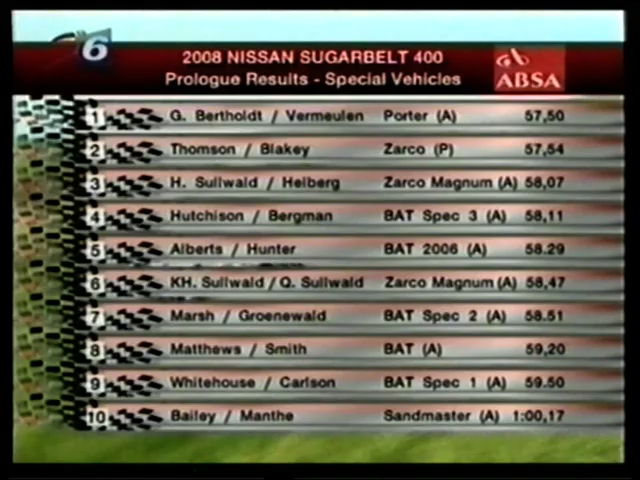 6
2008 NISSAN SUGARBELT 400
Prologue Results - Special Vehicles
ABSA
1 G. Bertholdt / Vermeulen Porter (A) 57,50
2 Thomson / Blakey Zarco (P) 57,54
3 H. Sullwald / Heiberg Zarco Magnum (A) 58,07
4 Hutchison / Bergman BAT Spec 3 (A) 58,11
5 Alberts / Hunter BAT 2006 (A) 58.29
6 KH. Sullwald / Q. Sullwald Zarco Magnum (A) 58,47
7 Marsh / Groenewald BAT Spec 2 (A) 58.51
8 Matthews / Smith BAT (A) 59,20
9 Whitehouse / Carlson BAT Spec 1 (A) 59.50
10 Bailey / Manthe Sandmaster (A) 1:00,17